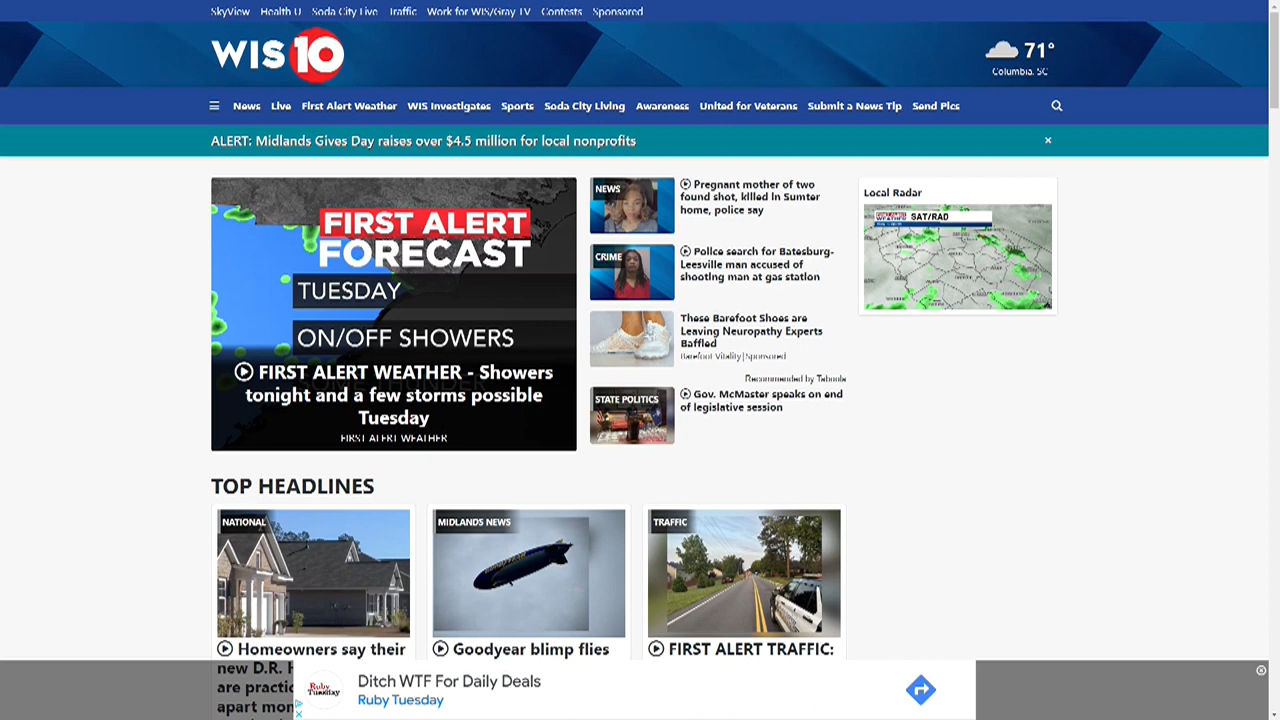 SkyView Health U Soda City Live Traffic Work for WIS/Gray TV Contests Sponsored
WIS 10
71°
Columbia, SC
News Live First Alert Weather WIS Investigates Sports Soda City Living Awareness United for Veterans Submit a News Tip Send Pics
ALERT: Midlands Gives Day raises over $4.5 million for local nonprofits
FIRST ALERT
FORECAST
TUESDAY
ON/OFF SHOWERS
FIRST ALERT WEATHER - Showers
tonight and a few storms possible
Tuesday
FIRST ALERT WEATHER
NEWS
Pregnant mother of two
found shot, killed in Sumter
home, police say
CRIME
Police search for Batesburg-
Leesville man accused of
shooting man at gas station
These Barefoot Shoes are
Leaving Neuropathy Experts
Baffled
Barefoot Vitality | Sponsored
Recommended by Taboola
STATE POLITICS
Gov. McMaster speaks on end
of legislative session
Local Radar
SAT/RAD
TOP HEADLINES
NATIONAL
Homeowners say their
new D.R.
are practic
apart mon
MIDLANDS NEWS
Goodyear blimp flies
TRAFFIC
FIRST ALERT TRAFFIC:
Ruby
Tuesday
Ditch WTF For Daily Deals
Ruby Tuesday